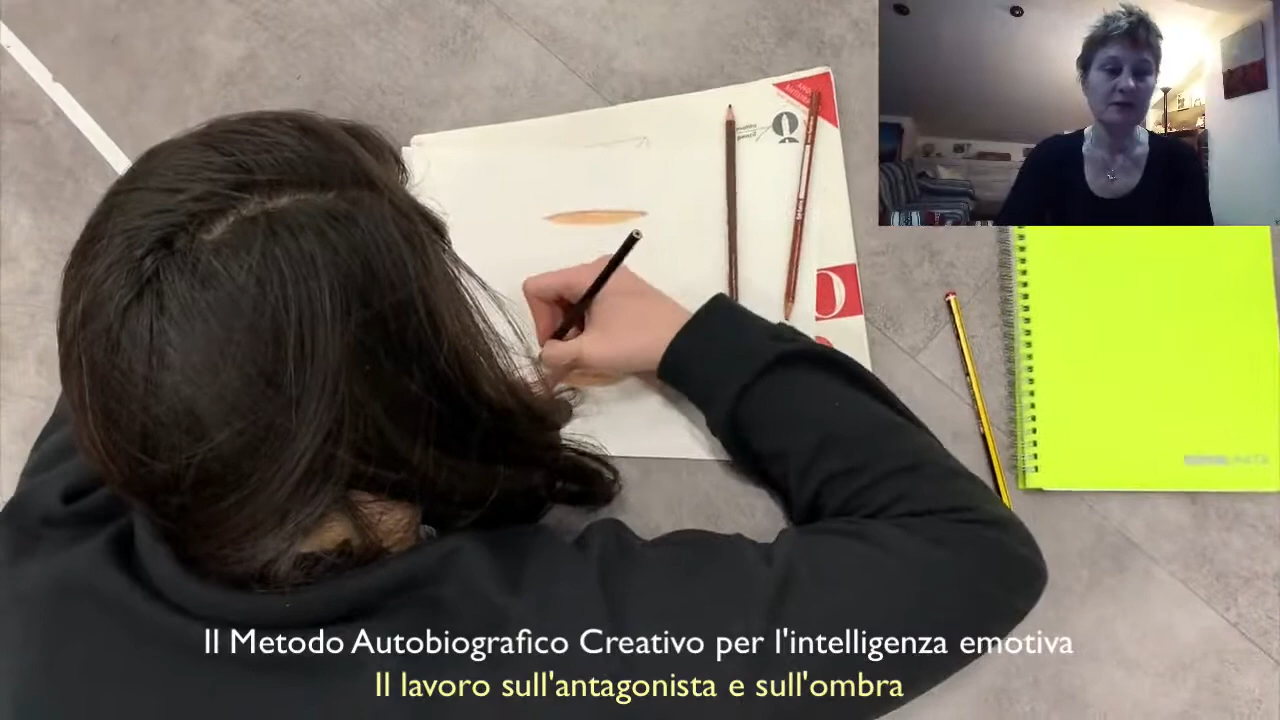 Il Metodo Autobiografico Creativo per l'intelligenza emotiva
Il lavoro sull'antagonista e sull'ombra